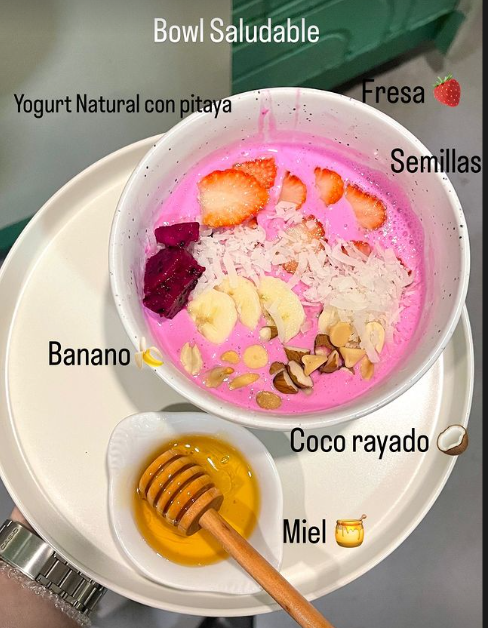 Bowl Saludable
Fresa 🍓
Yogurt Natural con pitaya
Semillas
Banano 🍌
Coco rayado 🥥
Miel 🍯